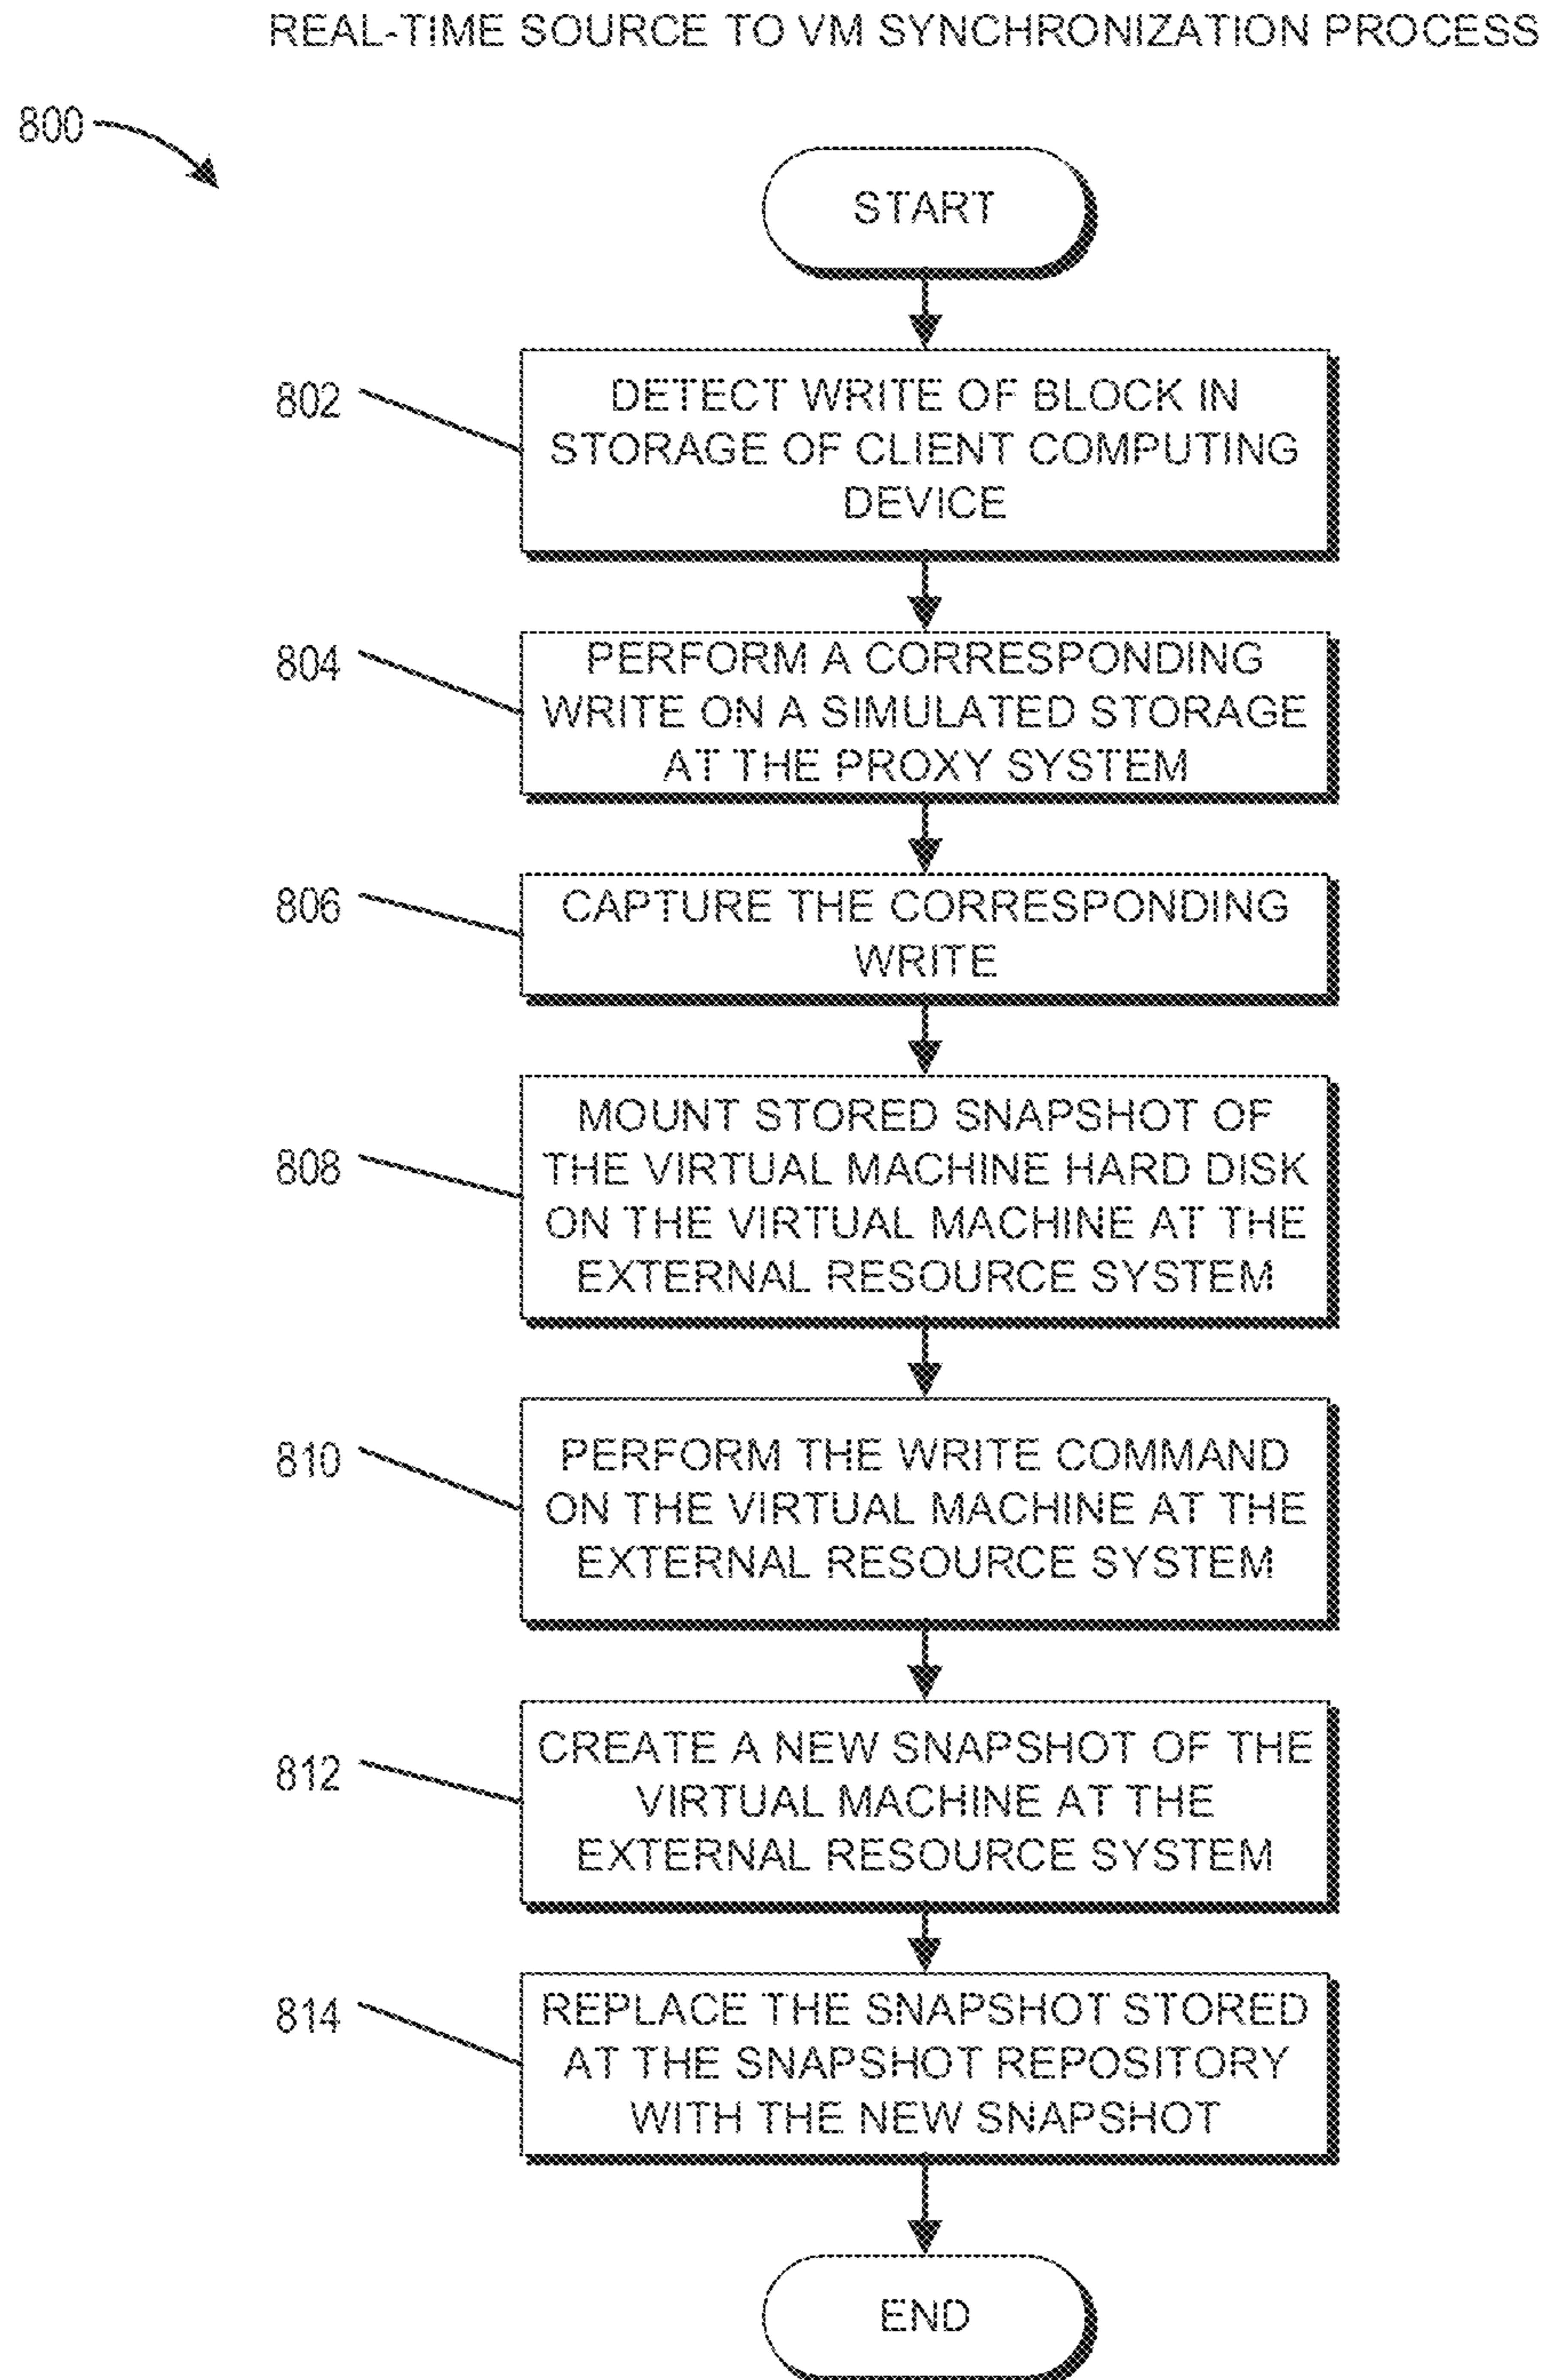 REAL-TIME SOURCE TO VM SYNCHRONIZATION PROCESS
800
START
802
DETECT WRITE OF BLOCK IN
STORAGE OF CLIENT COMPUTING
DEVICE
804
PERFORM A CORRESPONDING
WRITE ON A SIMULATED STORAGE
AT THE PROXY SYSTEM
806
CAPTURE THE CORRESPONDING
WRITE
808
MOUNT STORED SNAPSHOT OF
THE VIRTUAL MACHINE HARD DISK
ON THE VIRTUAL MACHINE AT THE
EXTERNAL RESOURCE SYSTEM
810
PERFORM THE WRITE COMMAND
ON THE VIRTUAL MACHINE AT THE
EXTERNAL RESOURCE SYSTEM
812
CREATE A NEW SNAPSHOT OF THE
VIRTUAL MACHINE AT THE
EXTERNAL RESOURCE SYSTEM
814
REPLACE THE SNAPSHOT STORED
AT THE SNAPSHOT REPOSITORY
WITH THE NEW SNAPSHOT
END